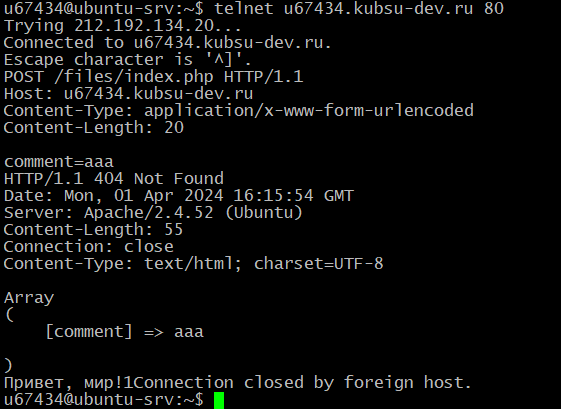 u67434@ubuntu-srv:~$ telnet u67434.kubsu-dev.ru 80
Trying 212.192.134.20...
Connected to u67434.kubsu-dev.ru.
Escape character is '^]'.
POST /files/index.php HTTP/1.1
Host: u67434.kubsu-dev.ru
Content-Type: application/x-www-form-urlencoded
Content-Length: 20

comment=aaa
HTTP/1.1 404 Not Found
Date: Mon, 01 Apr 2024 16:15:54 GMT
Server: Apache/2.4.52 (Ubuntu)
Content-Length: 55
Connection: close
Content-Type: text/html; charset=UTF-8

Array
(
    [comment] => aaa

)
Привет, мир!1Connection closed by foreign host.
u67434@ubuntu-srv:~$